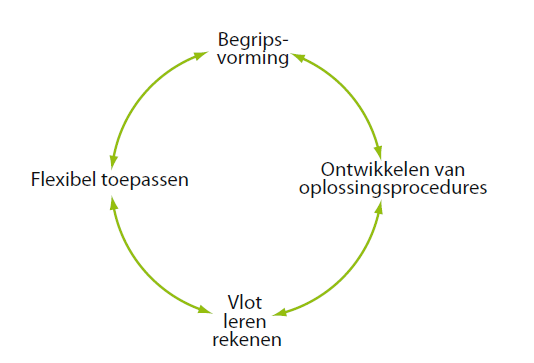 Begrips-
vorming
Ontwikkelen van
oplossingsprocedures
Vlot
leren
rekenen
Flexibel toepassen